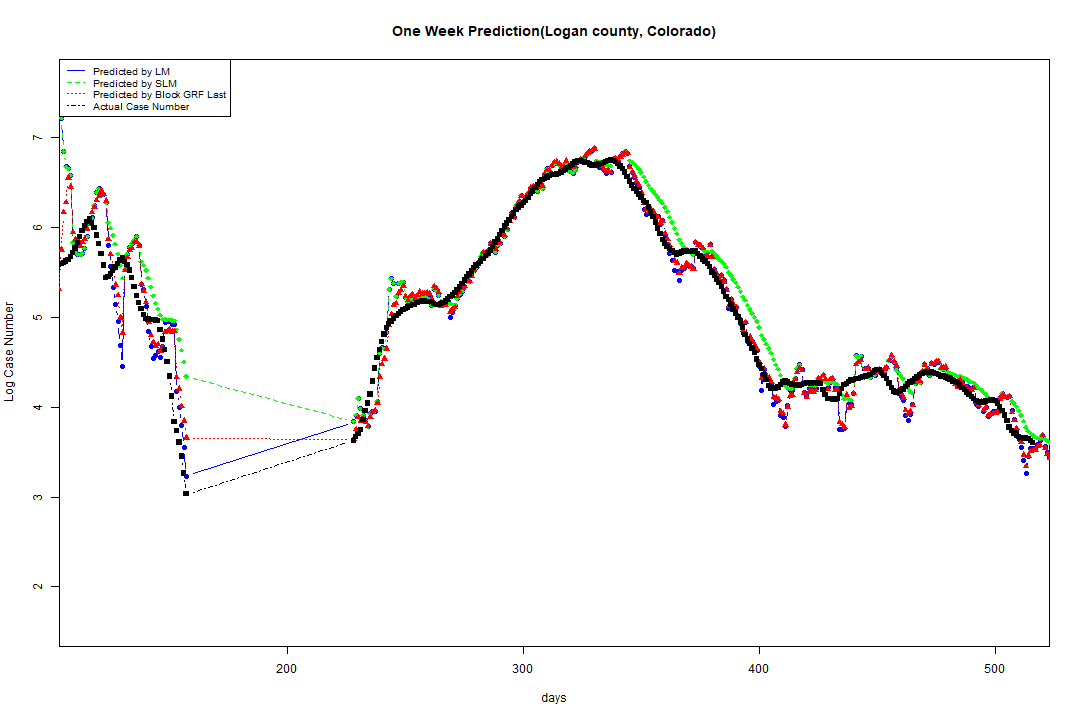 One Week Prediction(Logan county, Colorado)
Predicted by LM
Predicted by SLM
Predicted by Block GRF Last
Actual Case Number
7
6
5
4
3
2
Log Case Number
200
300
400
500
days